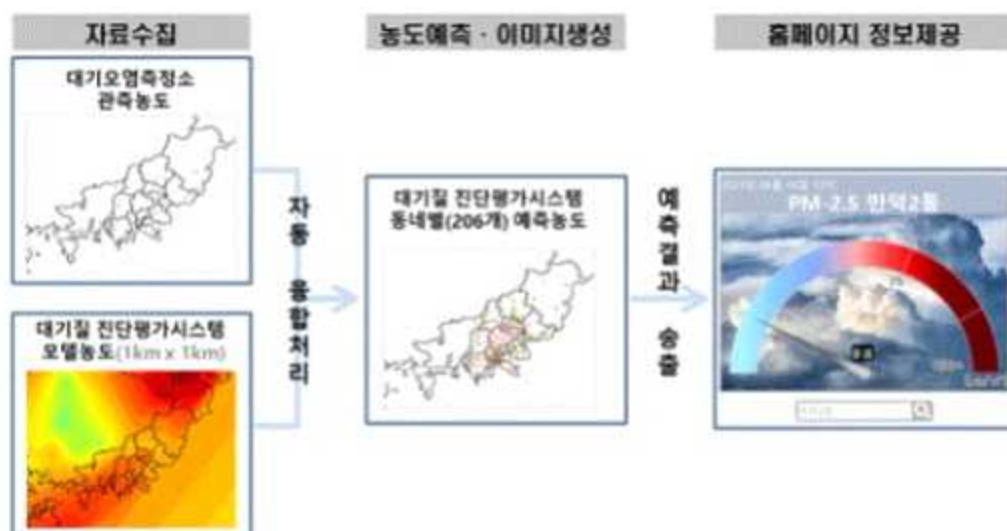 자료수집
농도예측 · 이미지생성
홈페이지 정보제공
대기오염측정소
관측농도
대기질 진단평가시스템
모델농도(1km x 1km)
자동 융합처리
대기질 진단평가시스템
동네별(206개) 예측농도
예측결과 송출
PM-2.5 만덕2동